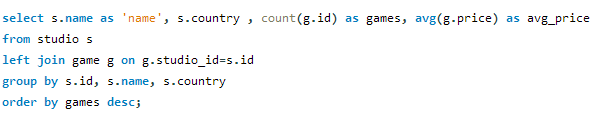 select s.name as 'name', s.country , count(g.id) as games, avg(g.price) as avg_price
from studio s
left join game g on g.studio_id=s.id
group by s.id, s.name, s.country
order by games desc;